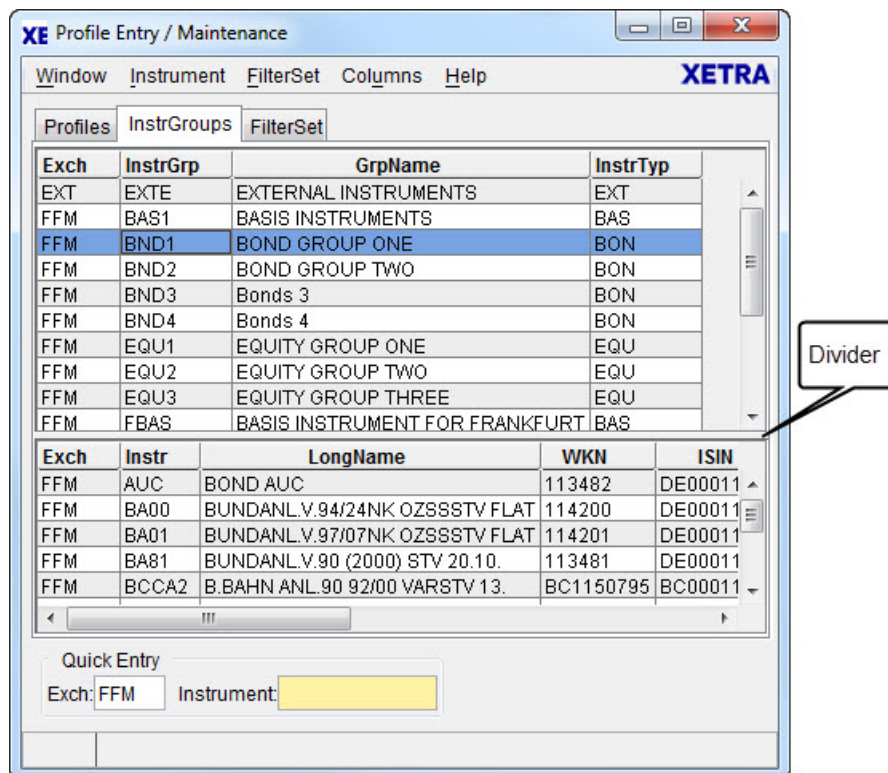 XE Profile Entry / Maintenance
Window Instrument FilterSet Columns Help XETRA
Profiles InstrGroups FilterSet
Exch InstrGrp GrpName InstrTyp
EXT EXTE EXTERNAL INSTRUMENTS EXT
FFM BAS1 BASIS INSTRUMENTS BAS
FFM BND1 BOND GROUP ONE BON
FFM BND2 BOND GROUP TWO BON
FFM BND3 Bonds 3 BON
FFM BND4 Bonds 4 BON
FFM EQU1 EQUITY GROUP ONE EQU
FFM EQU2 EQUITY GROUP TWO EQU
FFM EQU3 EQUITY GROUP THREE EQU
FFM FBAS BASIS INSTRUMENT FOR FRANKFURT BAS
Divider
Exch Instr LongName WKN ISIN
FFM AUC BOND AUC 113482 DE00011
FFM BA00 BUNDANL.V.94/24NK OZSSSTV FLAT 114200 DE00011
FFM BA01 BUNDANL.V.97/07NK OZSSSTV FLAT 114201 DE00011
FFM BA81 BUNDANL.V.90 (2000) STV 20.10. 113481 DE00011
FFM BCCA2 B.BAHN ANL.90 92/00 VARSTV 13. BC1150795 BC00011
Quick Entry
Exch: FFM Instrument: